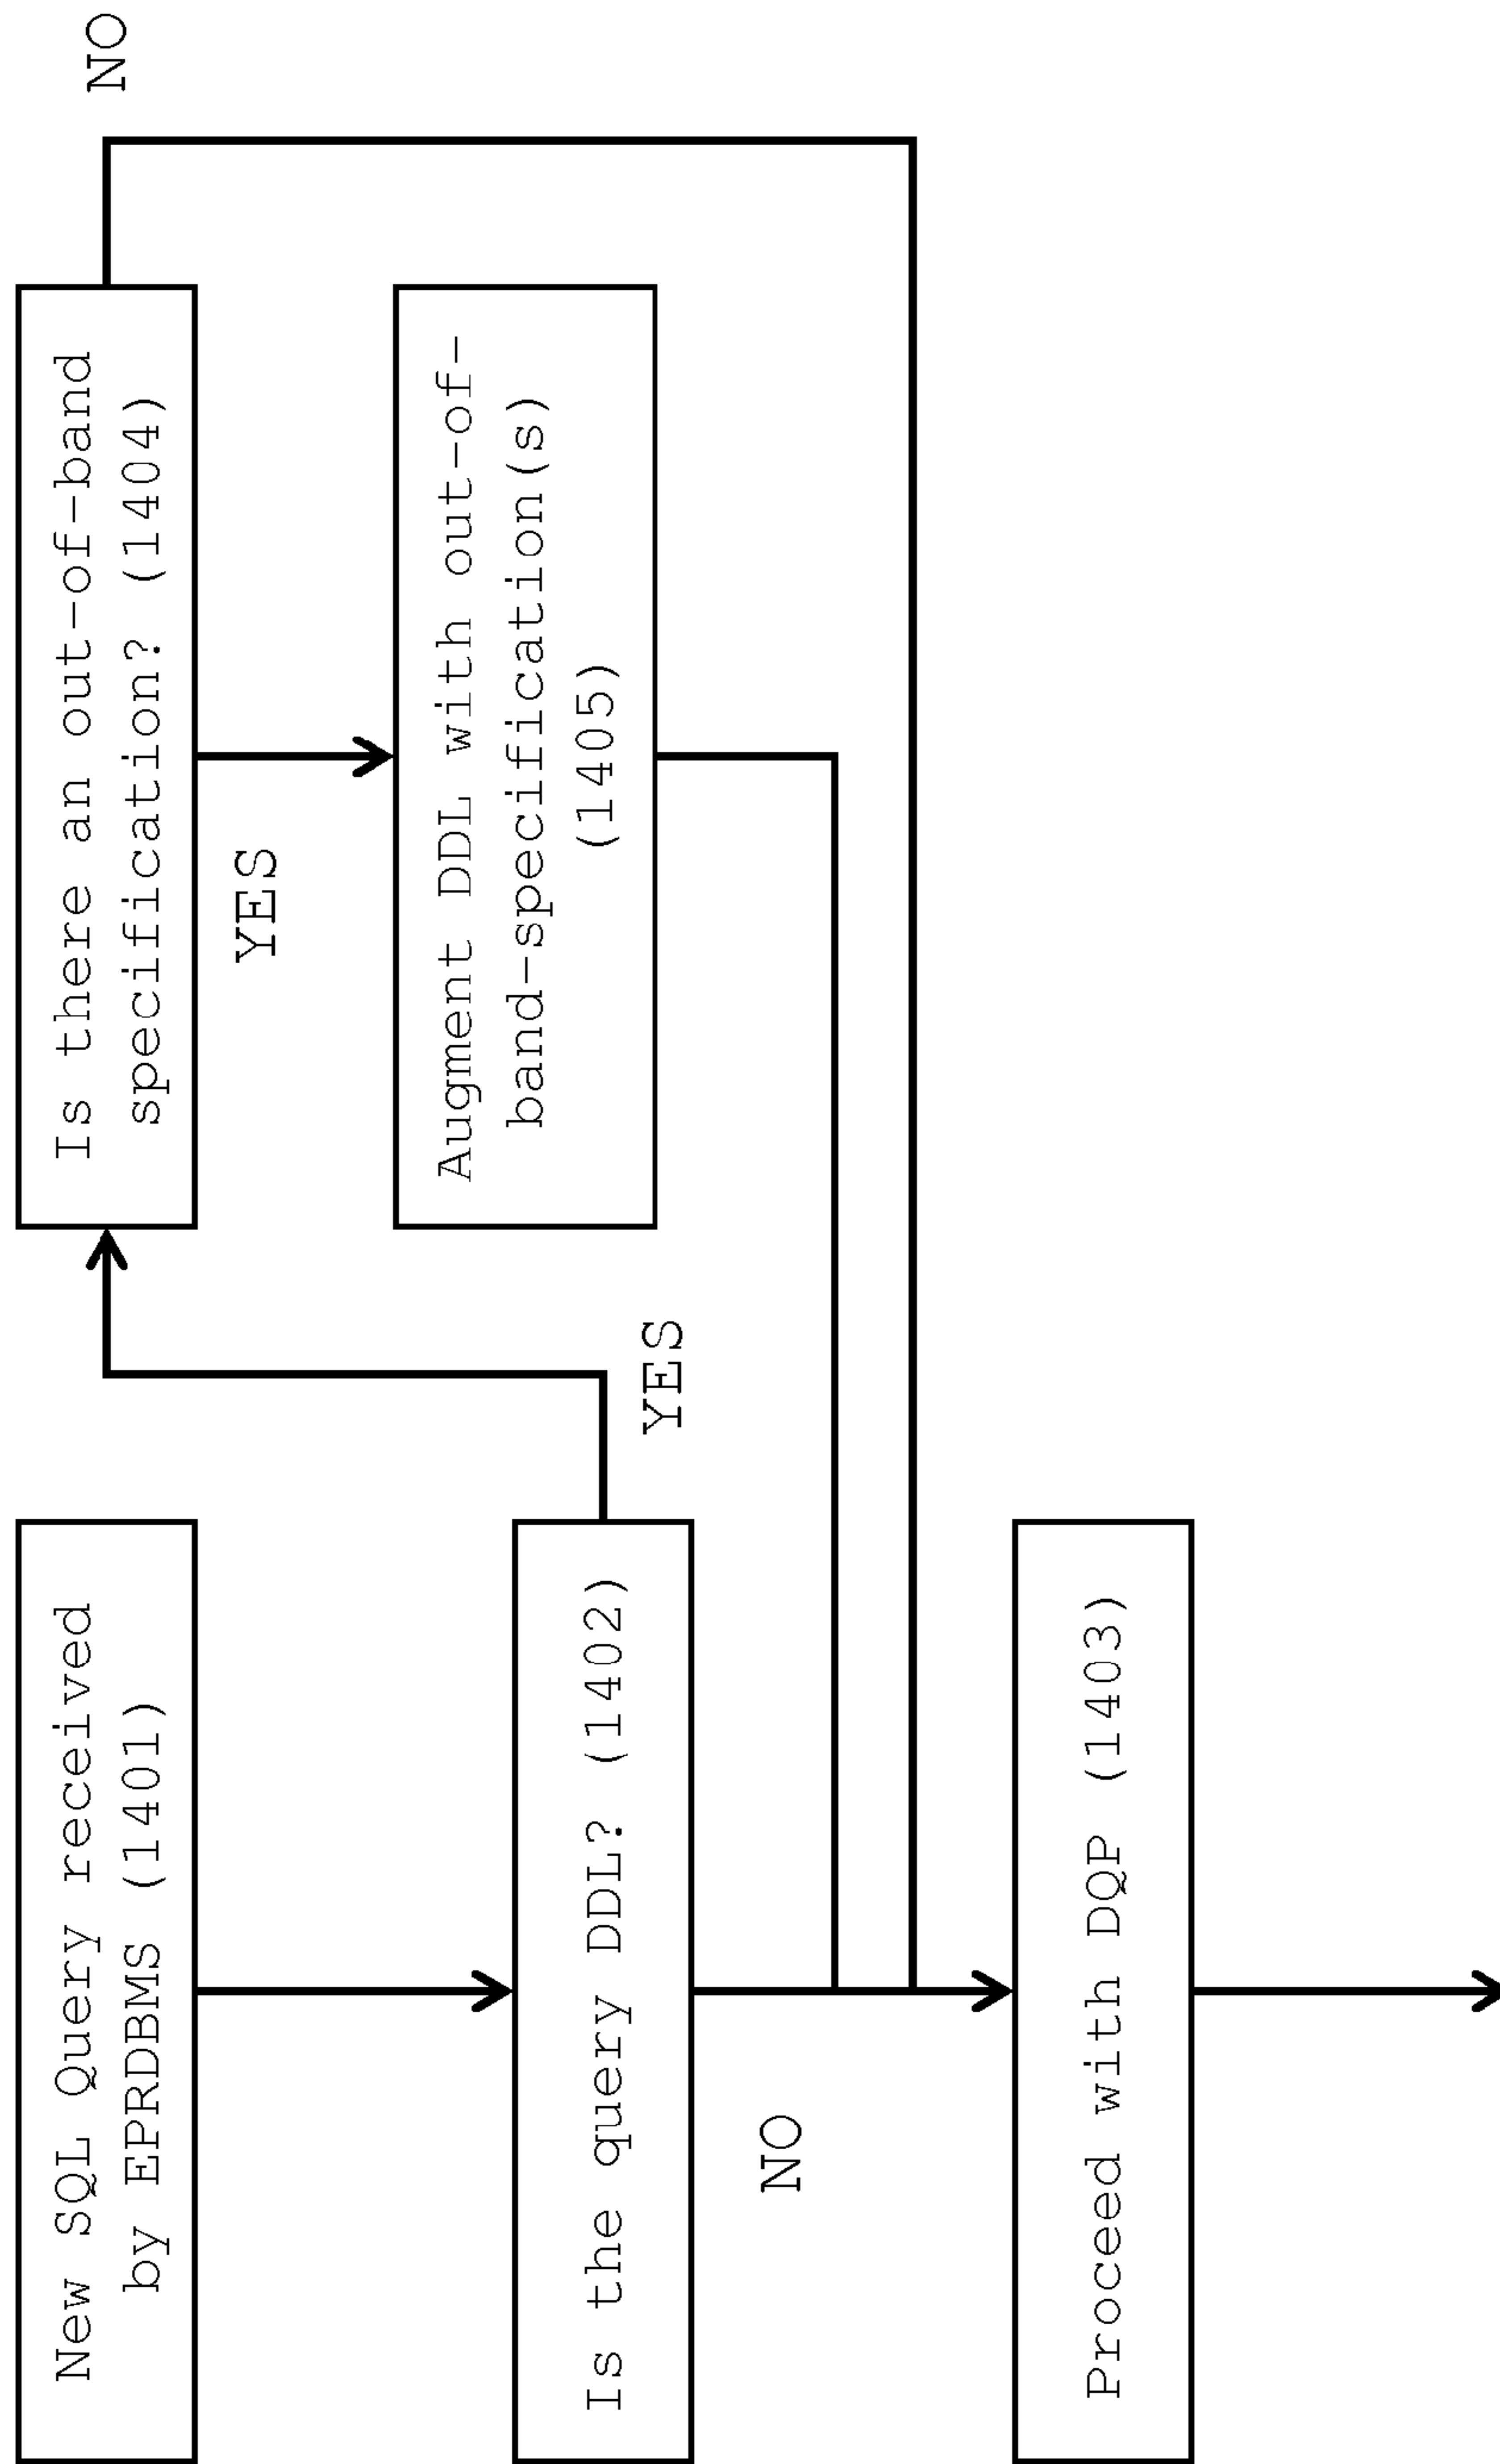 New SQL Query received
by EPRDBMS (1401)
Is the query DDL? (1402)
YES
NO
Proceed with DQP (1403)
Is there an out-of-band
specification? (1404)
NO
YES
Augment DDL with out-of-
band-specification(s)
(1405)